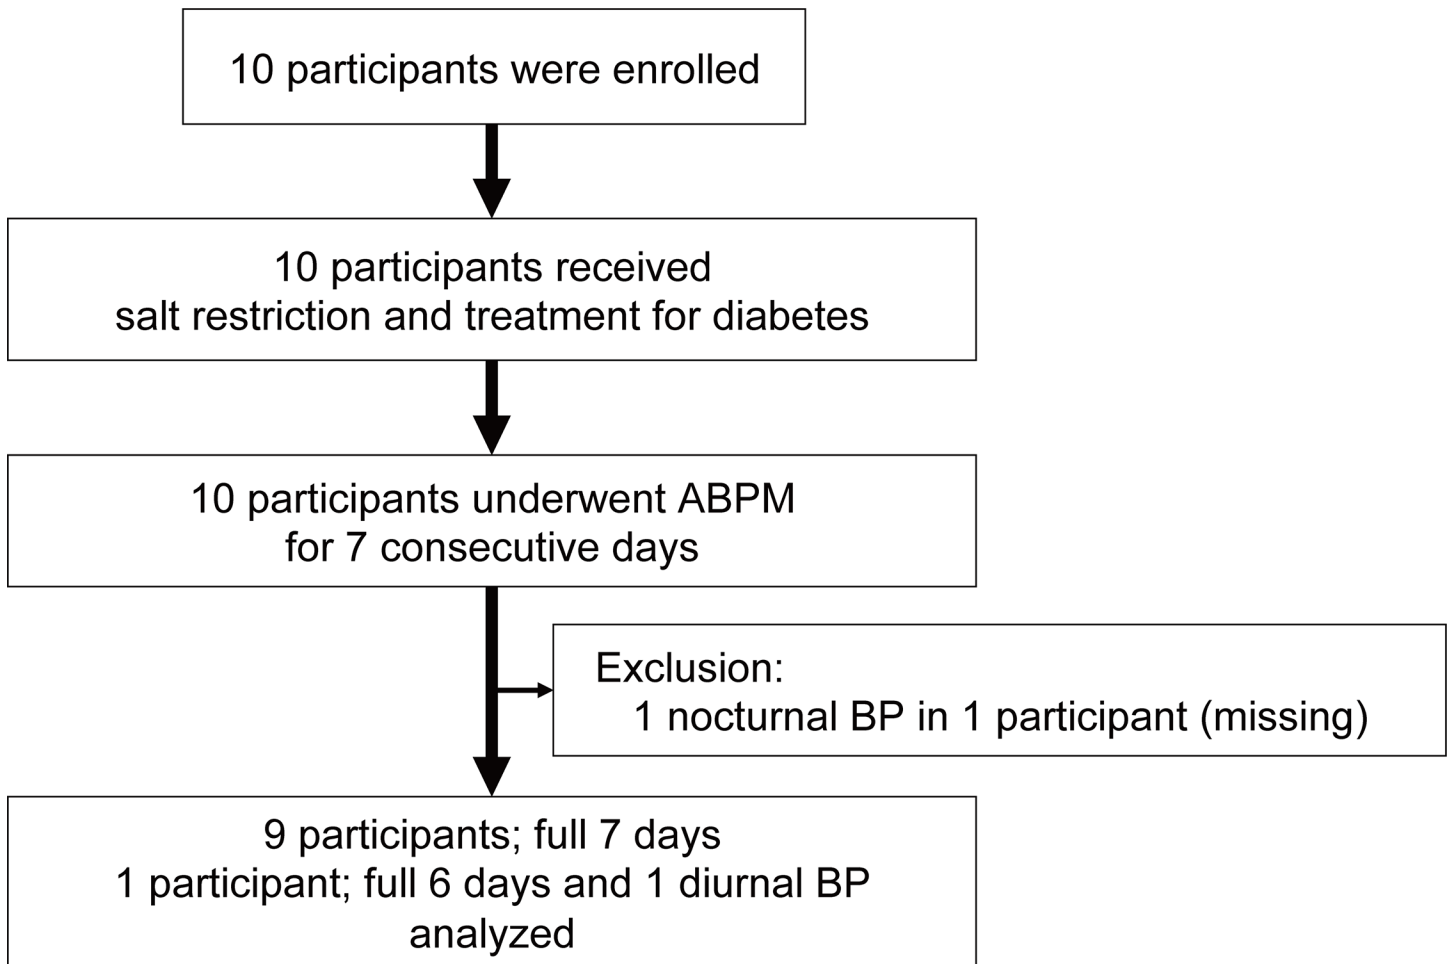 10 participants were enrolled
10 participants received
salt restriction and treatment for diabetes
10 participants underwent ABPM
for 7 consecutive days
Exclusion:
1 nocturnal BP in 1 participant (missing)
9 participants; full 7 days
1 participant; full 6 days and 1 diurnal BP
analyzed